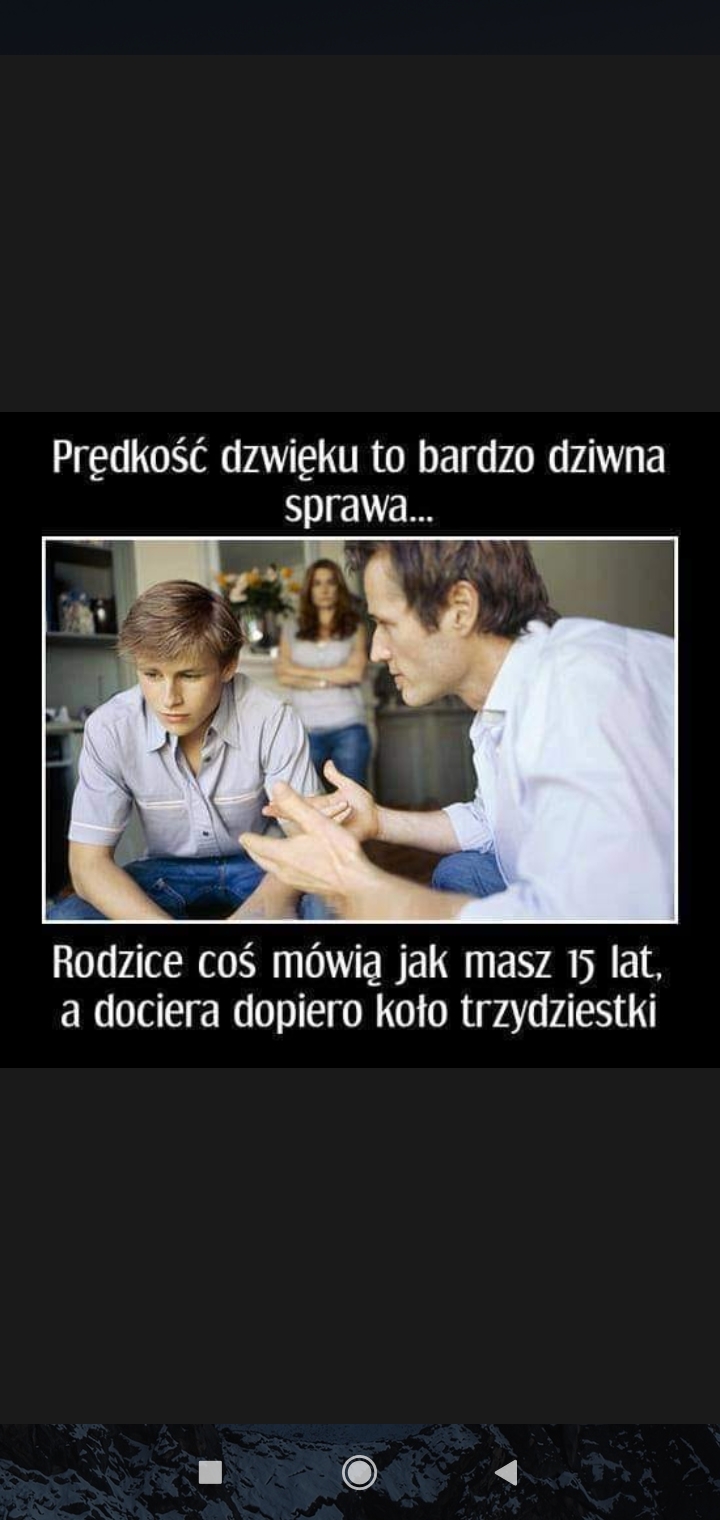 Prędkość dzwięku to bardzo dziwna
sprawa...
Rodzice coś mówią jak masz 15 lat,
a dociera dopiero koło trzydziestki